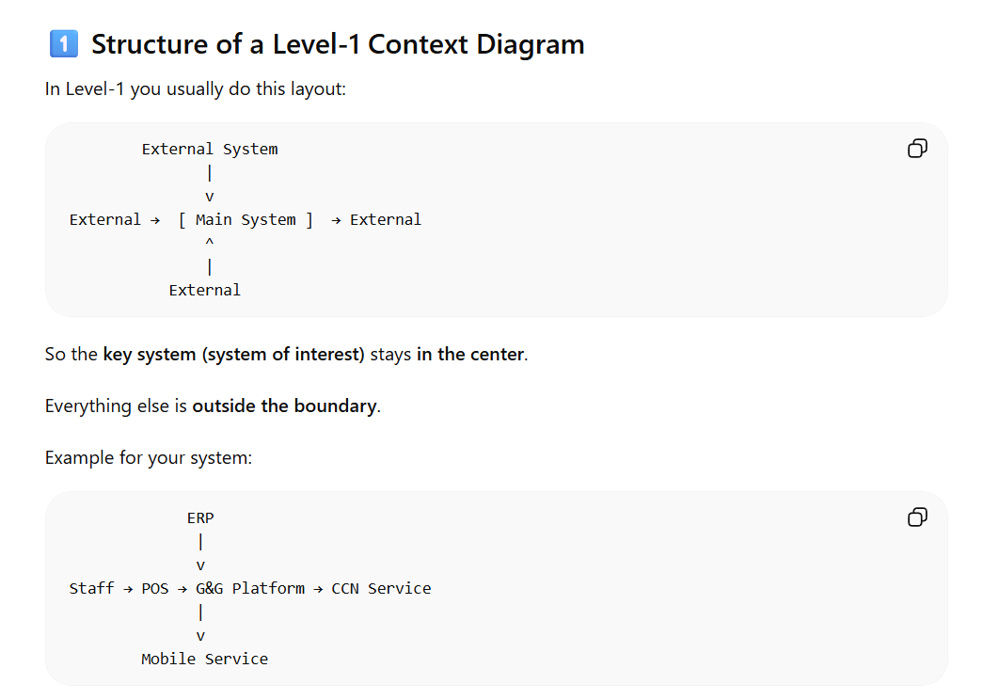 1 Structure of a Level-1 Context Diagram
In Level-1 you usually do this layout:
External System
|
v
External → [ Main System ] → External
^
|
External
So the key system (system of interest) stays in the center.
Everything else is outside the boundary.
Example for your system:
ERP
|
v
Staff → POS → G&G Platform → CCN Service
|
v
Mobile Service